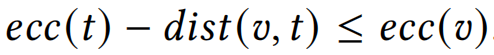 ecc(t) − dist(v, t) ≤ ecc(v)